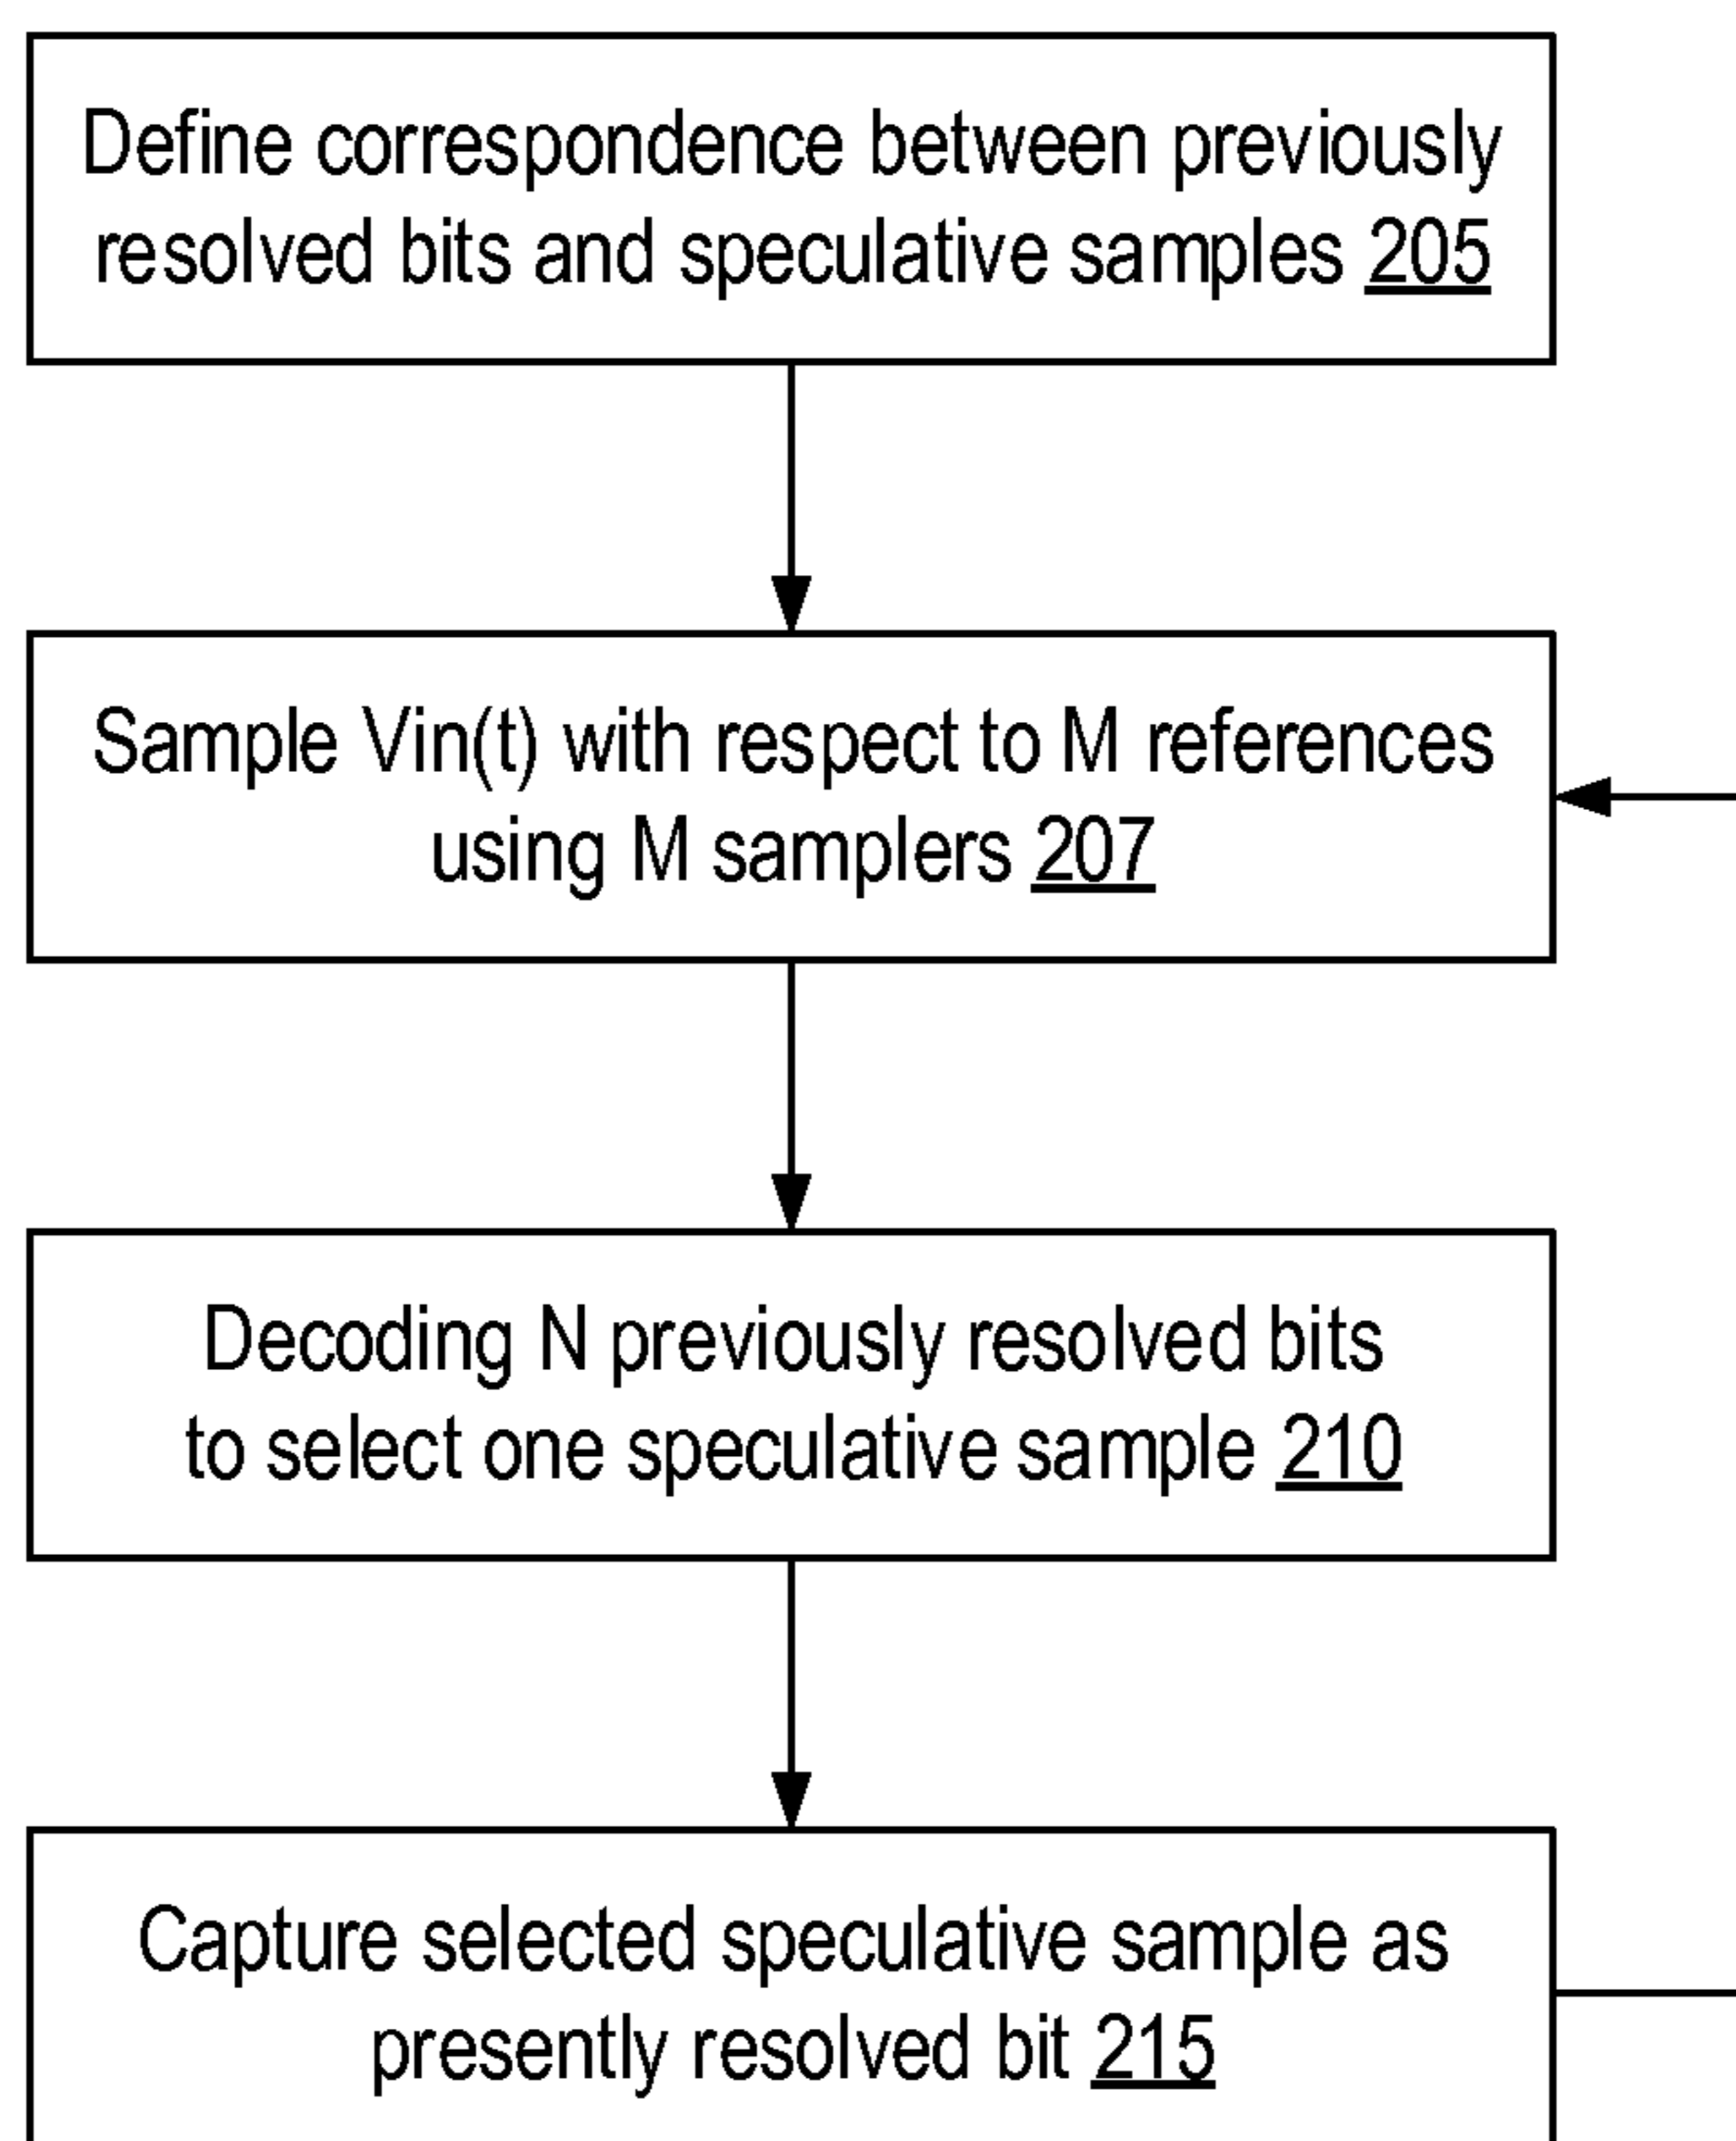 Define correspondence between previously
resolved bits and speculative samples 205
Sample Vin(t) with respect to M references
using M samplers 207
Decoding N previously resolved bits
to select one speculative sample 210
Capture selected speculative sample as
presently resolved bit 215